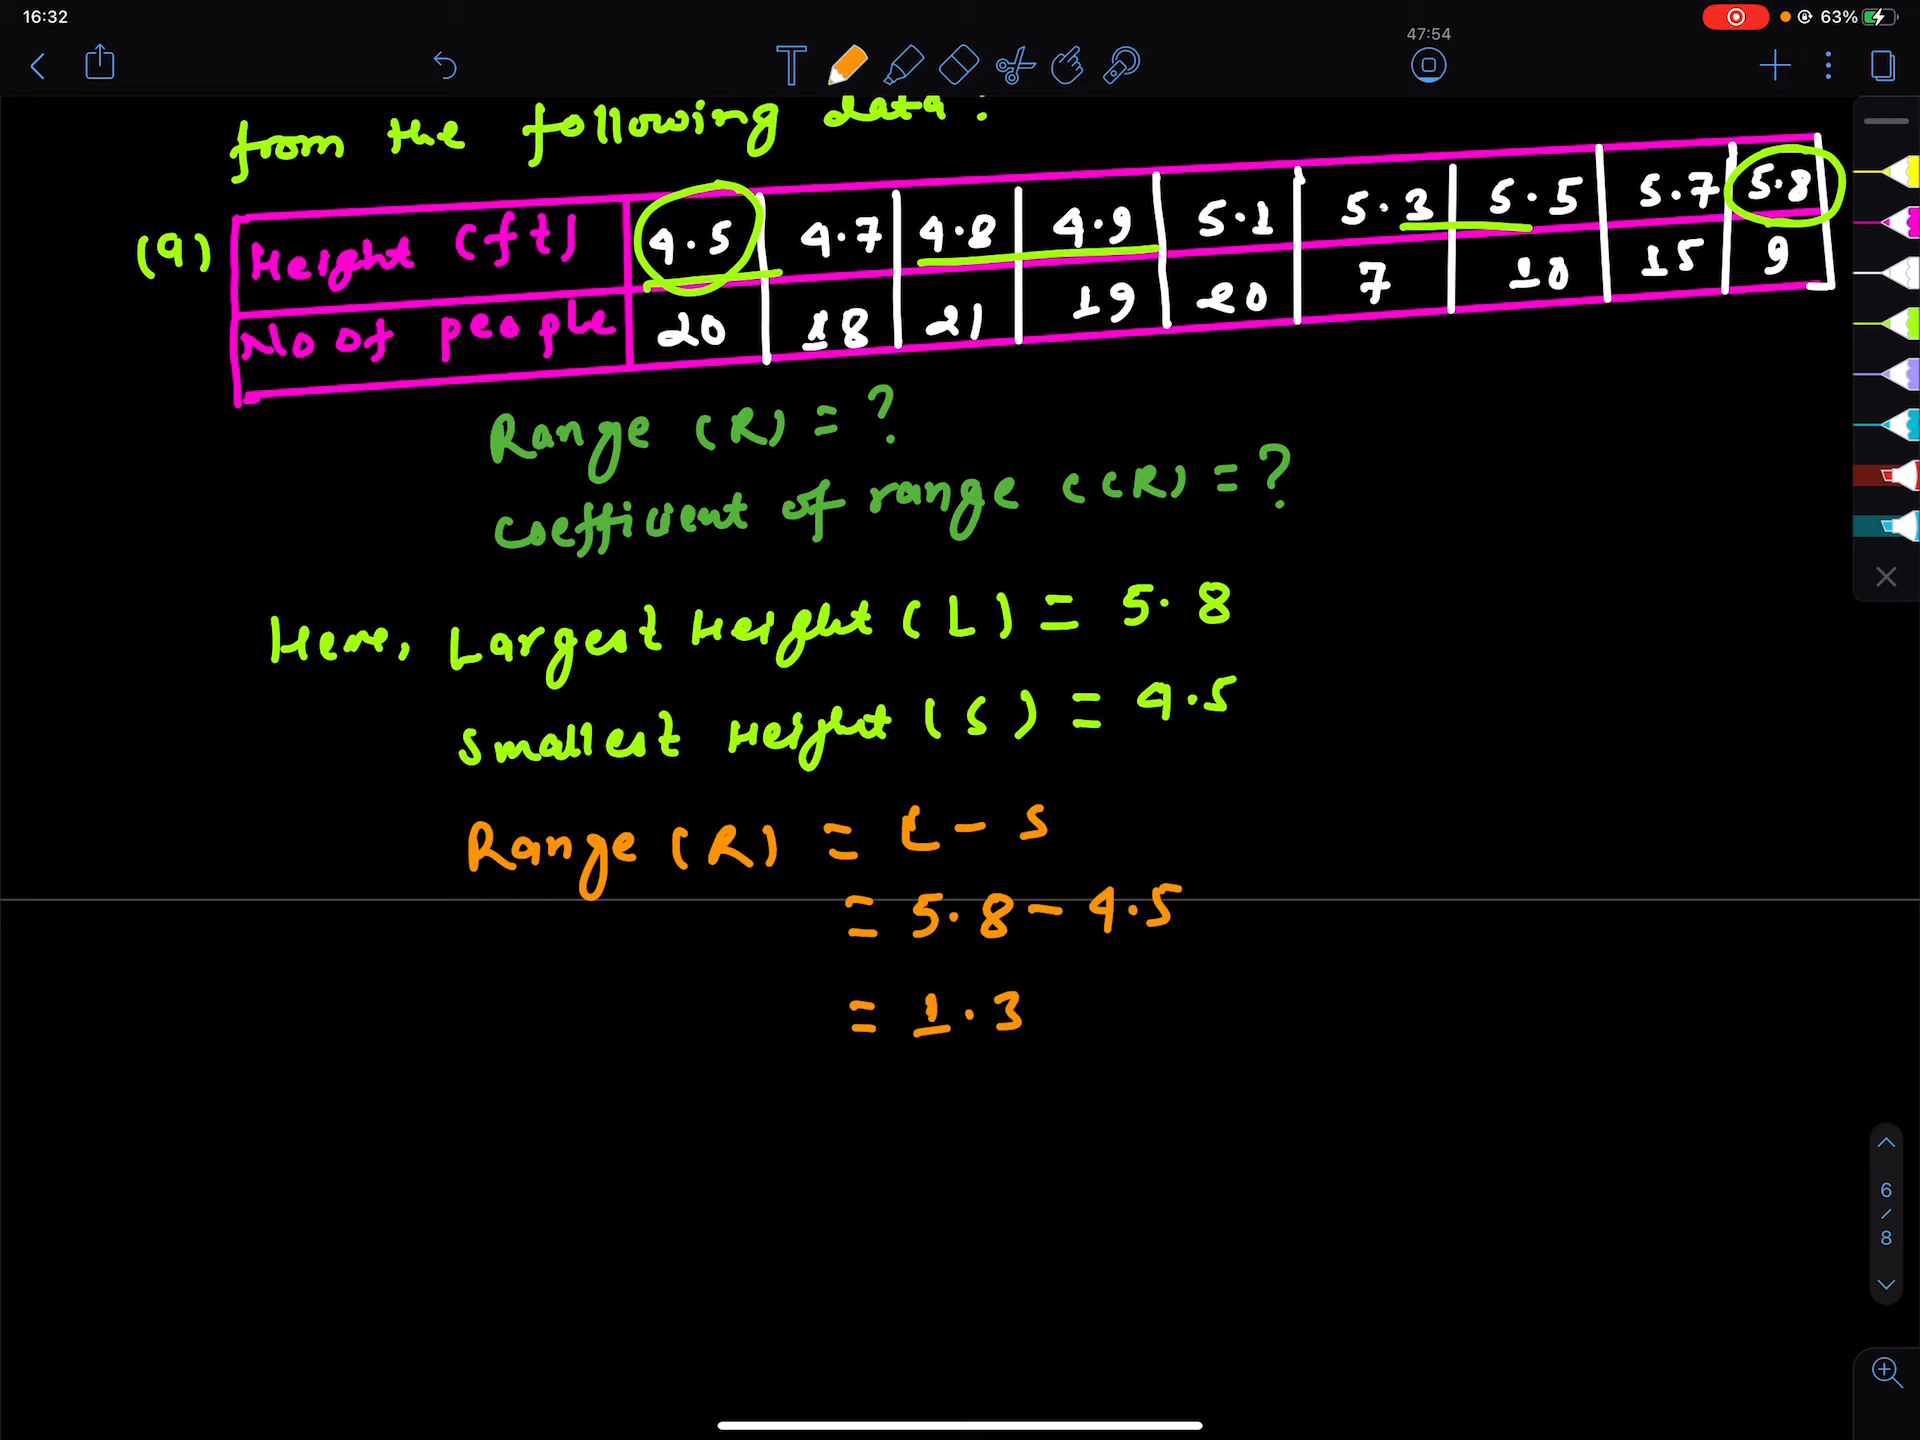 16:32
63%
47:54
from the following data:
(9) Height (ft) 4.5 4.7 4.8 4.9 5.1 5.3 5.5 5.7 5.8
No of people 20 18 21 19 20 7 10 15 9
Range (R) = ?
coefficient of range (CR) = ?
Here, Largest Height (L) = 5.8
Smallest Height (S) = 4.5
Range (R) = L - S
= 5.8 - 4.5
= 1.3
6
/
8